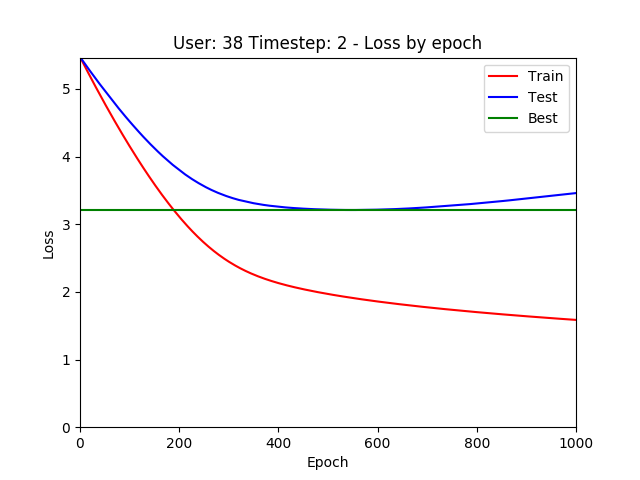 User: 38 Timestep: 2 - Loss by epoch
Train
Test
Best
Loss
5
4
3
2
1
0
0 200 400 600 800 1000
Epoch